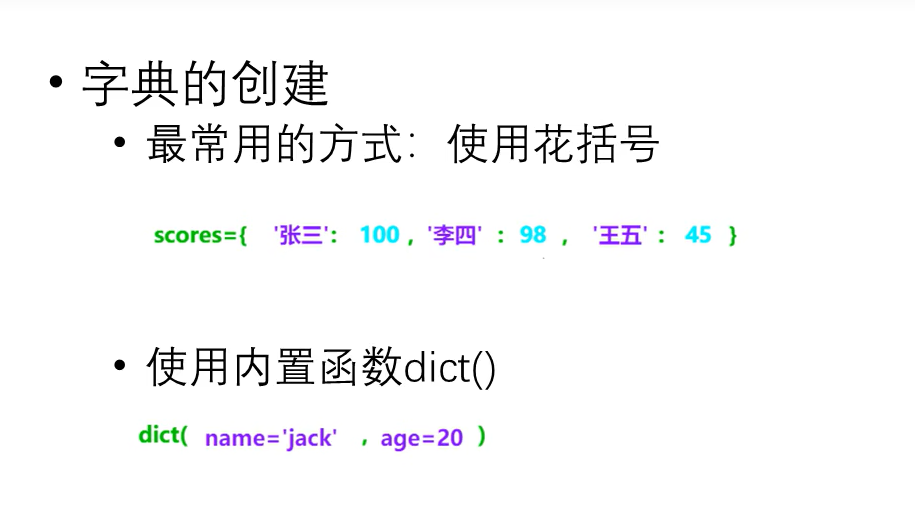 • 字典的创建
• 最常用的方式：使用花括号
scores={ '张三': 100 , '李四' : 98 , '王五' : 45 }
• 使用内置函数dict()
dict( name='jack' , age=20 )